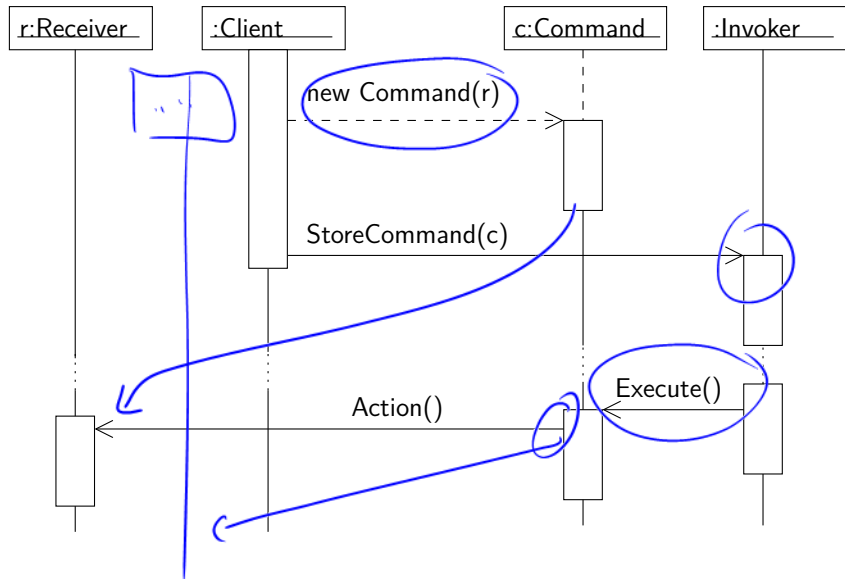 r:Receiver
:Client
c:Command
:Invoker
...
new Command(r)
StoreCommand(c)
Execute()
Action()